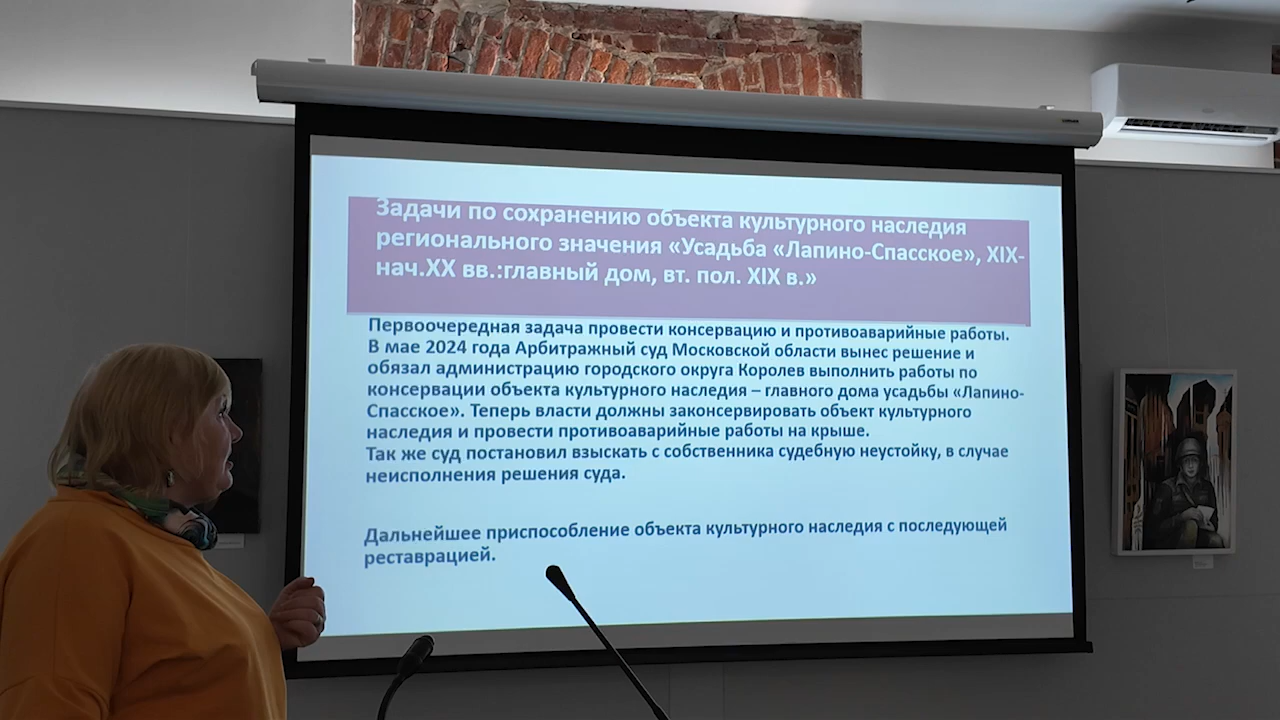 Задачи по сохранению объекта культурного наследия
регионального значения «Усадьба «Лапино-Спасское», XIX-
нач.XX вв.:главный дом, вт. пол. XIX в.»
Первоочередная задача провести консервацию и противоаварийные работы.
В мае 2024 года Арбитражный суд Московской области вынес решение и
обязал администрацию городского округа Королев выполнить работы по
консервации объекта культурного наследия – главного дома усадьбы «Лапино-
Спасское». Теперь власти должны законсервировать объект культурного
наследия и провести противоаварийные работы на крыше.
Так же суд постановил взыскать с собственника судебную неустойку, в случае
неисполнения решения суда.
Дальнейшее приспособление объекта культурного наследия с последующей
реставрацией.